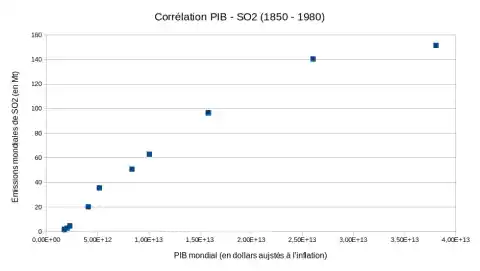 Corrélation PIB - SO2 (1850 - 1980)
160
140
120
100
80
60
40
20
0
Emissions mondiales de SO2 (en Mt)
0,00E+00 5,00E+12 1,00E+13 1,50E+13 2,00E+13 2,50E+13 3,00E+13 3,50E+13 4,00E+13
PIB mondial (en dollars aujstés à l'inflation)